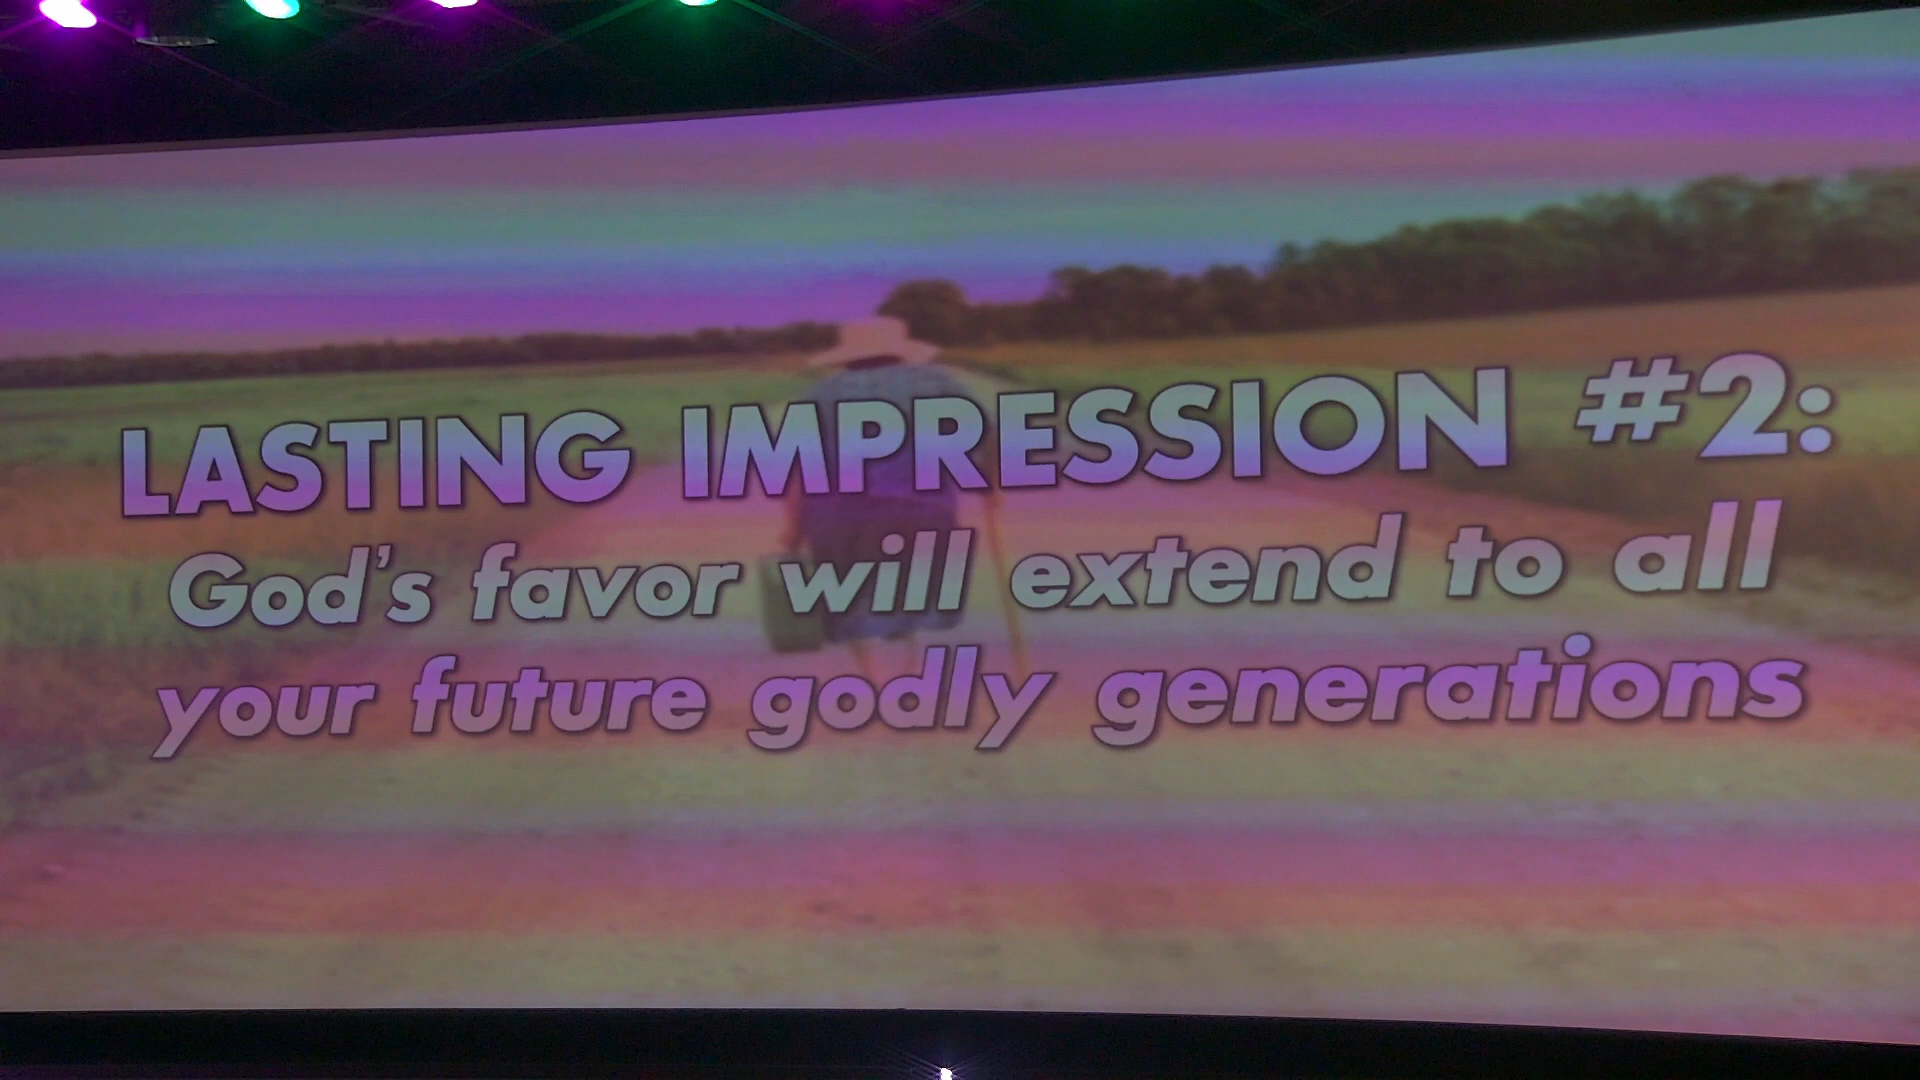 LASTING IMPRESSION #2:
God's favor will extend to all
your future godly generations